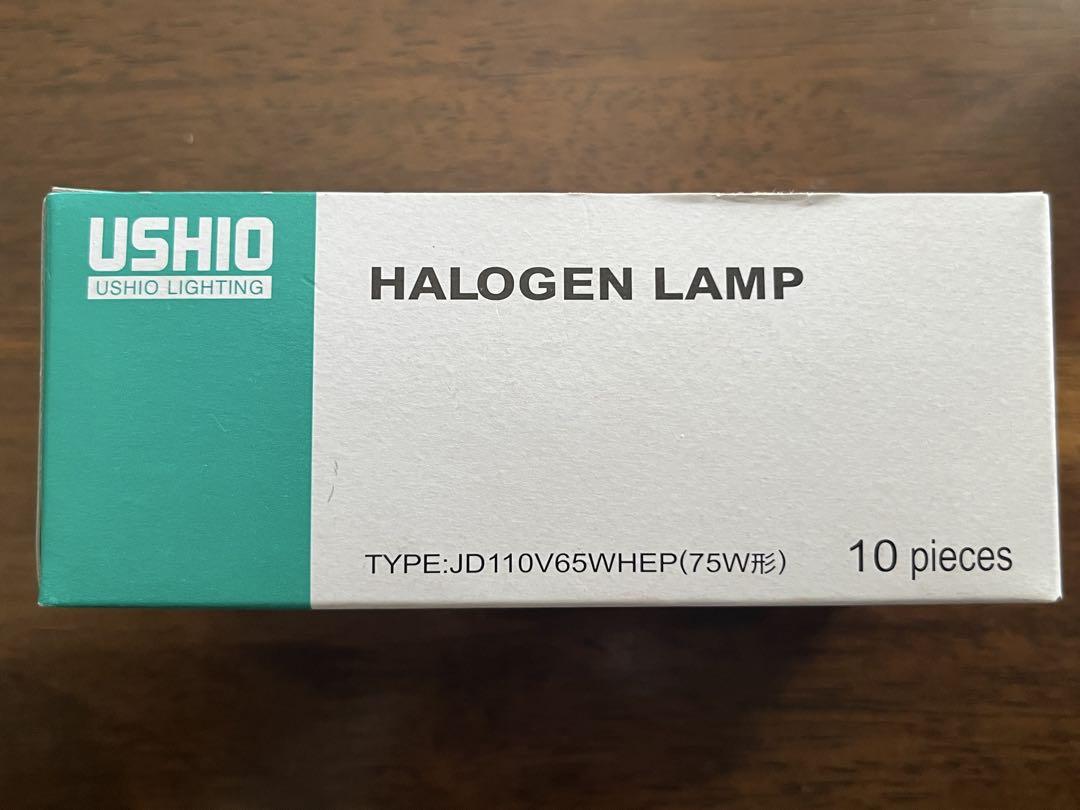 USHIO
USHIO LIGHTING
HALOGEN LAMP
TYPE:JD110V65WHEP(75W形)
10 pieces